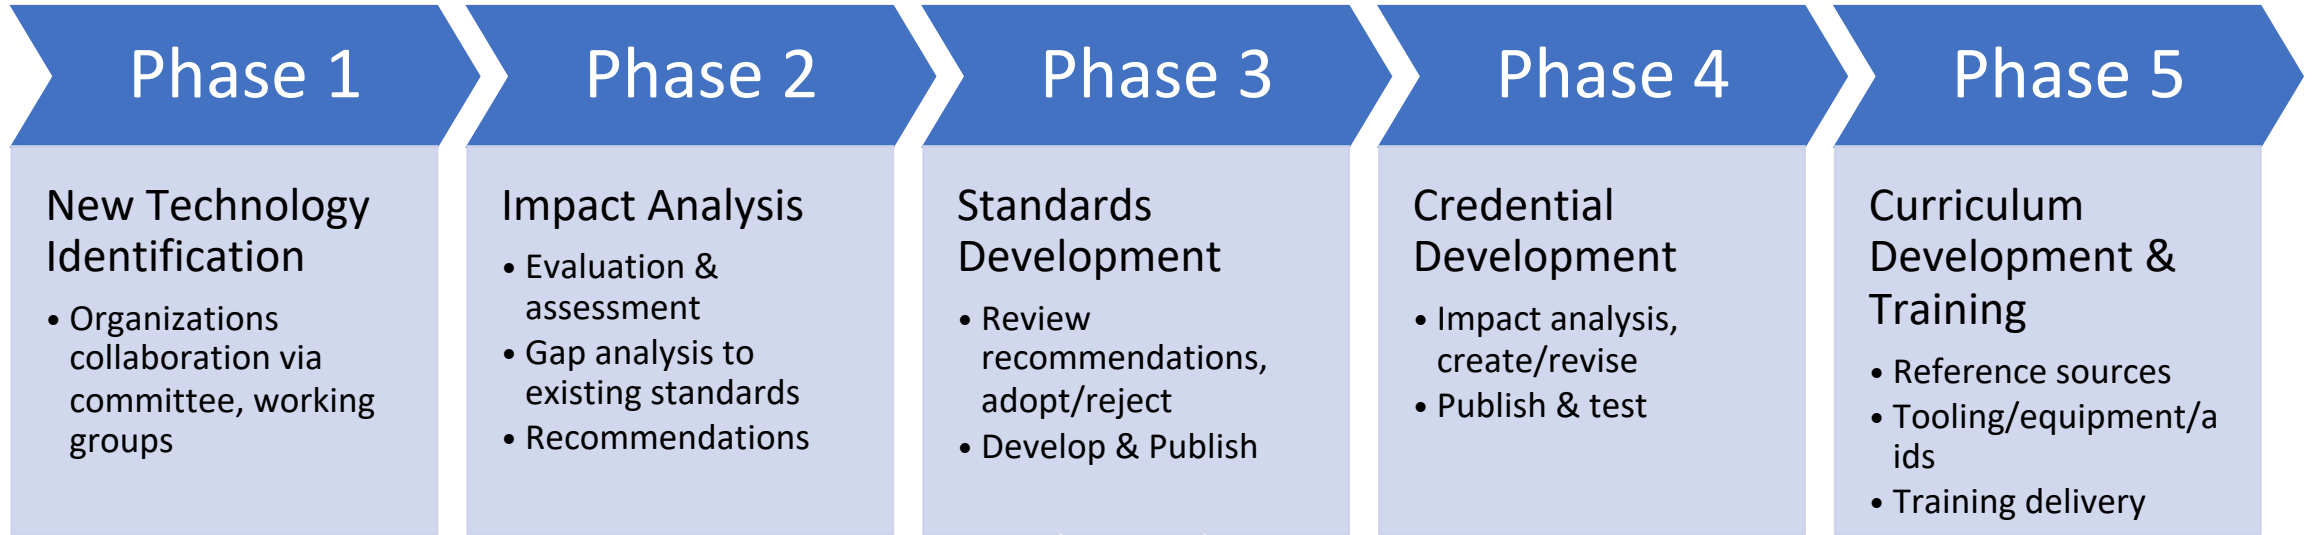 Phase 1
Phase 2
Phase 3
Phase 4
Phase 5
New Technology
Identification
• Organizations
collaboration via
committee, working
groups
Impact Analysis
• Evaluation &
assessment
• Gap analysis to
existing standards
• Recommendations
Standards
Development
• Review
recommendations,
adopt/reject
• Develop & Publish
Credential
Development
• Impact analysis,
create/revise
• Publish & test
Curriculum
Development &
Training
• Reference sources
• Tooling/equipment/a
ids
• Training delivery